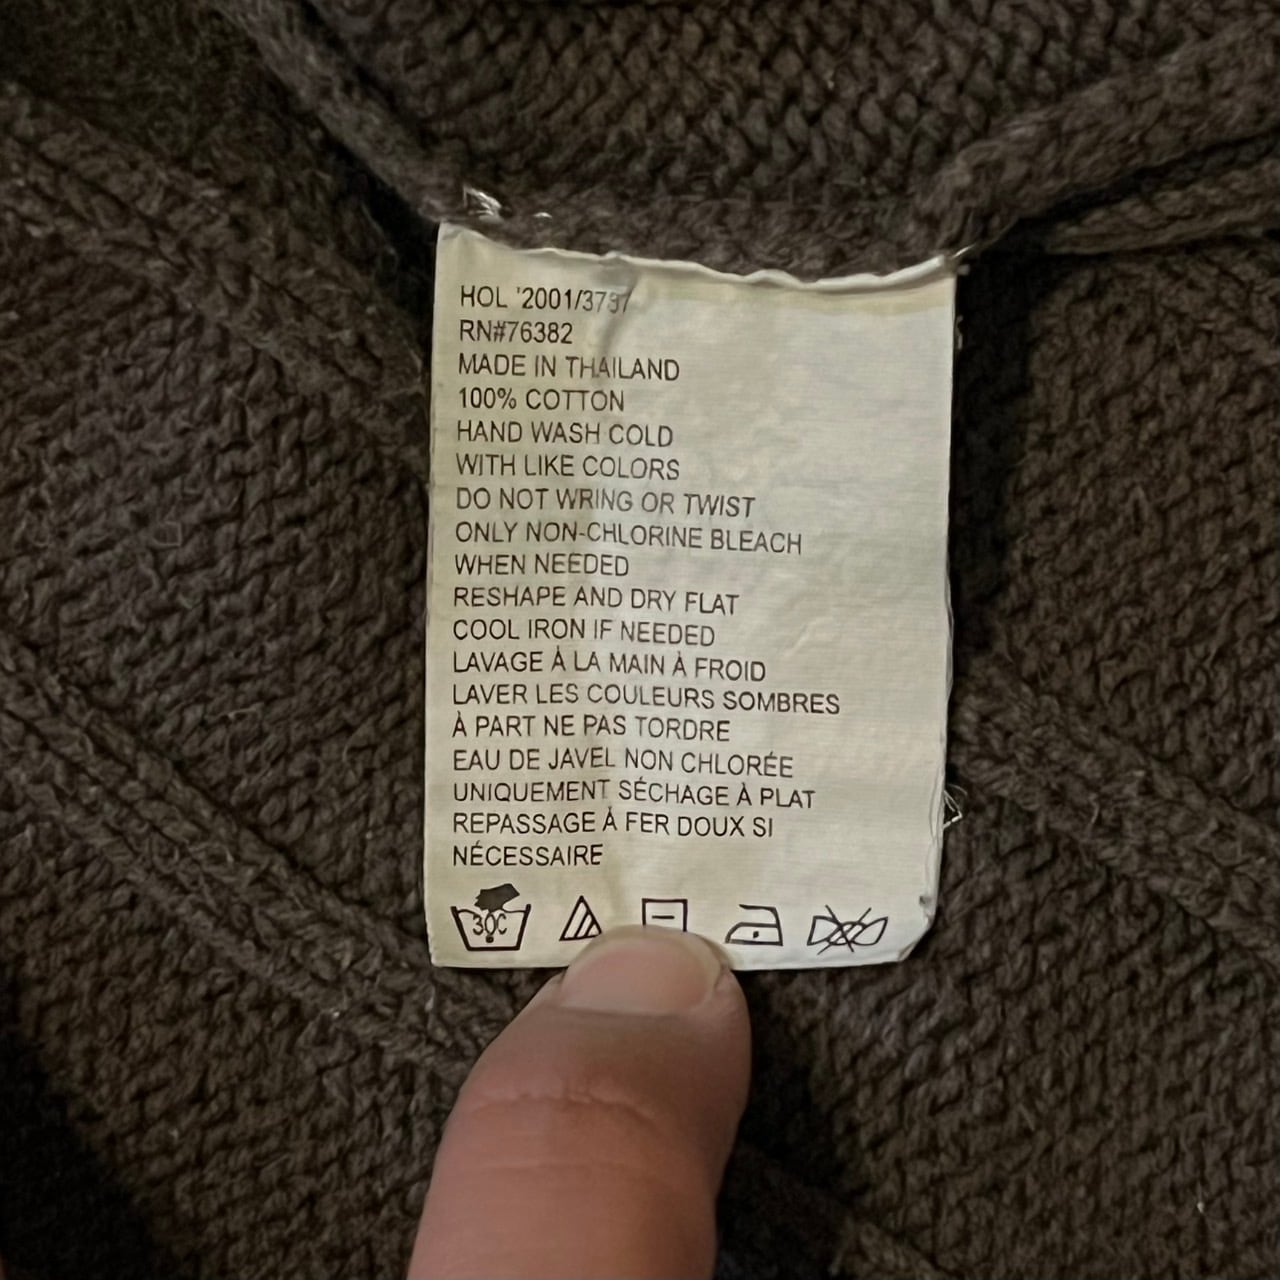 HOL '2001/3787
RN#76382
MADE IN THAILAND
100% COTTON
HAND WASH COLD
WITH LIKE COLORS
DO NOT WRING OR TWIST
ONLY NON-CHLORINE BLEACH
WHEN NEEDED
RESHAPE AND DRY FLAT
COOL IRON IF NEEDED
LAVAGE À LA MAIN À FROID
LAVER LES COULEURS SOMBRES
À PART NE PAS TORDRE
EAU DE JAVEL NON CHLORÉE
UNIQUEMENT SÉCHAGE À PLAT
REPASSAGE À FER DOUX SI
NÉCESSAIRE
30C